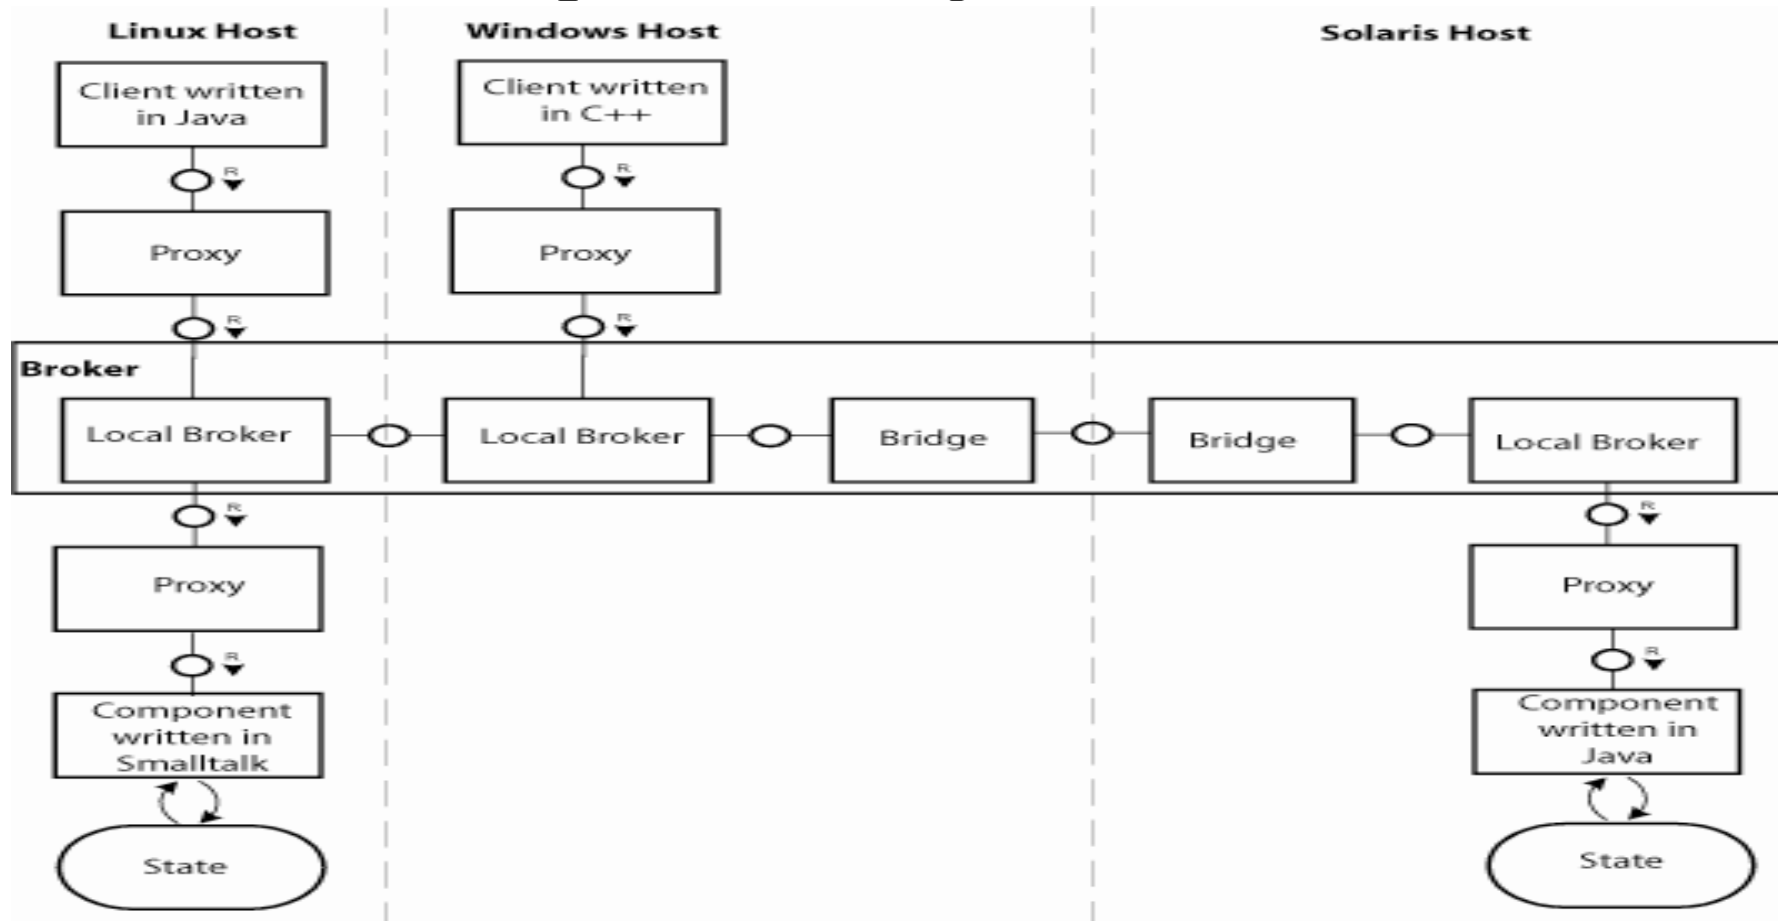 Linux Host
Windows Host
Solaris Host
Client written
in Java
Client written
in C++
R
R
Proxy
Proxy
R
R
Broker
Local Broker
Local Broker
Bridge
Bridge
Local Broker
R
R
Proxy
Proxy
R
R
Component
written in
Smalltalk
Component
written in
Java
State
State